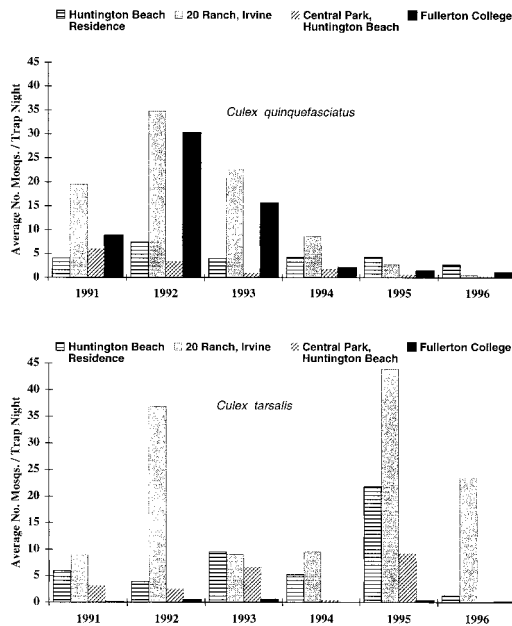 Huntington Beach Residence
20 Ranch, Irvine
Central Park, Huntington Beach
Fullerton College
Average No. Mosqs. / Trap Night
45
40
35
30
25
20
15
10
5
0
Culex quinquefasciatus
1991 1992 1993 1994 1995 1996
Huntington Beach Residence
20 Ranch, Irvine
Central Park, Huntington Beach
Fullerton College
Average No. Mosqs. / Trap Night
45
40
35
30
25
20
15
10
5
0
Culex tarsalis
1991 1992 1993 1994 1995 1996